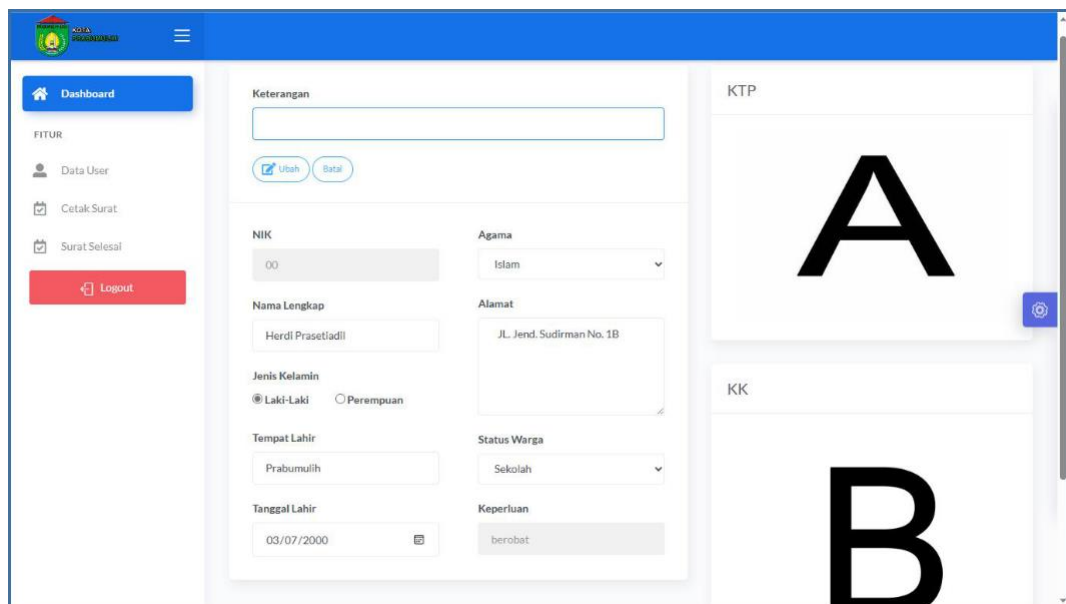 KOTA
Dashboard
FITUR
Data User
Cetak Surat
Surat Selesai
Logout
Keterangan
Ubah Batal
NIK
00
Nama Lengkap
Herdi Prasetiadil
Jenis Kelamin
Laki-Laki Perempuan
Tempat Lahir
Prabumulih
Tanggal Lahir
03/07/2000
Agama
Islam
Alamat
JL. Jend. Sudirman No. 1B
Status Warga
Sekolah
Keperluan
berobat
KTP
A
KK
B